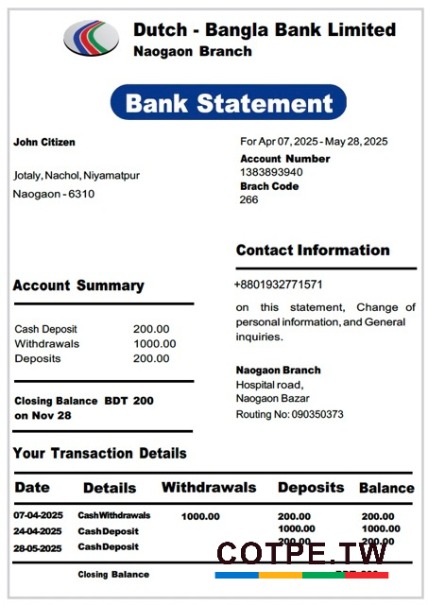 Dutch - Bangla Bank Limited
Naogaon Branch
Bank Statement
John Citizen
Jotaly, Nachol, Niyamatpur
Naogaon - 6310
For Apr 07, 2025 - May 28, 2025
Account Number
1383893940
Brach Code
266
Contact Information
+8801932771571
on this statement, Change of
personal information, and General
inquiries.
Naogaon Branch
Hospital road,
Naogaon Bazar
Routing No: 090350373
Account Summary
Cash Deposit 200.00
Withdrawals 1000.00
Deposits 200.00
Closing Balance BDT 200
on Nov 28
Your Transaction Details
Date Details Withdrawals Deposits Balance
07-04-2025 CashWithdrawals 1000.00 200.00 200.00
24-04-2025 CashDeposit 1000.00 1000.00
28-05-2025 CashDeposit 200.00 200.00
COTPE.TW
Closing Balance